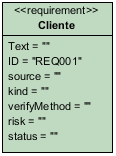 <<requirement>>
Cliente
Text = ""
ID = "REQ001"
source = ""
kind = ""
verifyMethod = ""
risk = ""
status = ""